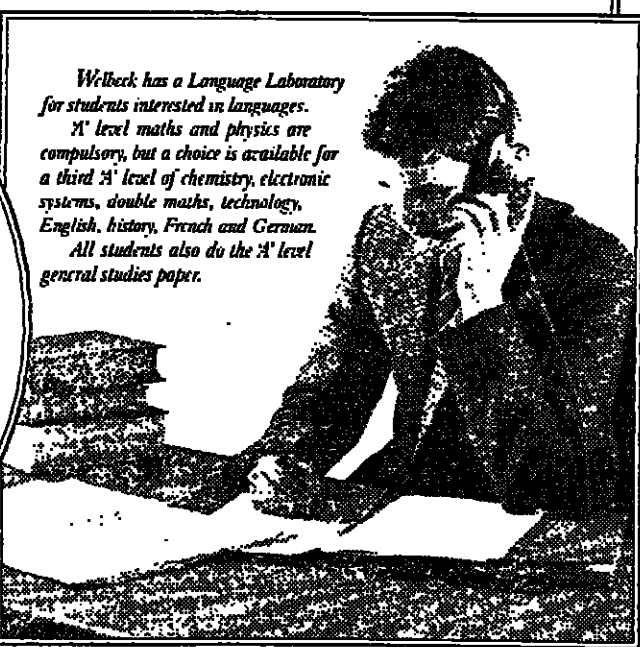 Welbeck has a Language Laboratory
for students interested in languages.
'A' level maths and physics are
compulsory, but a choice is available for
a third 'A' level of chemistry, electronic
systems, double maths, technology,
English, history, French and German.
All students also do the 'A' level
general studies paper.